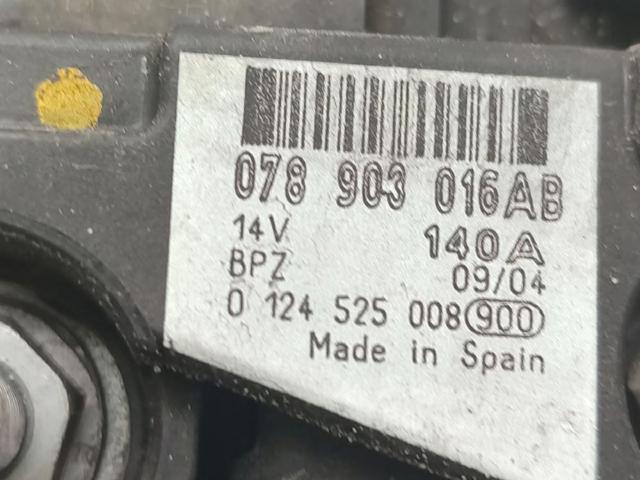 078 903 016AB
14V 140A
BPZ 09/04
0 124 525 008 900
Made in Spain